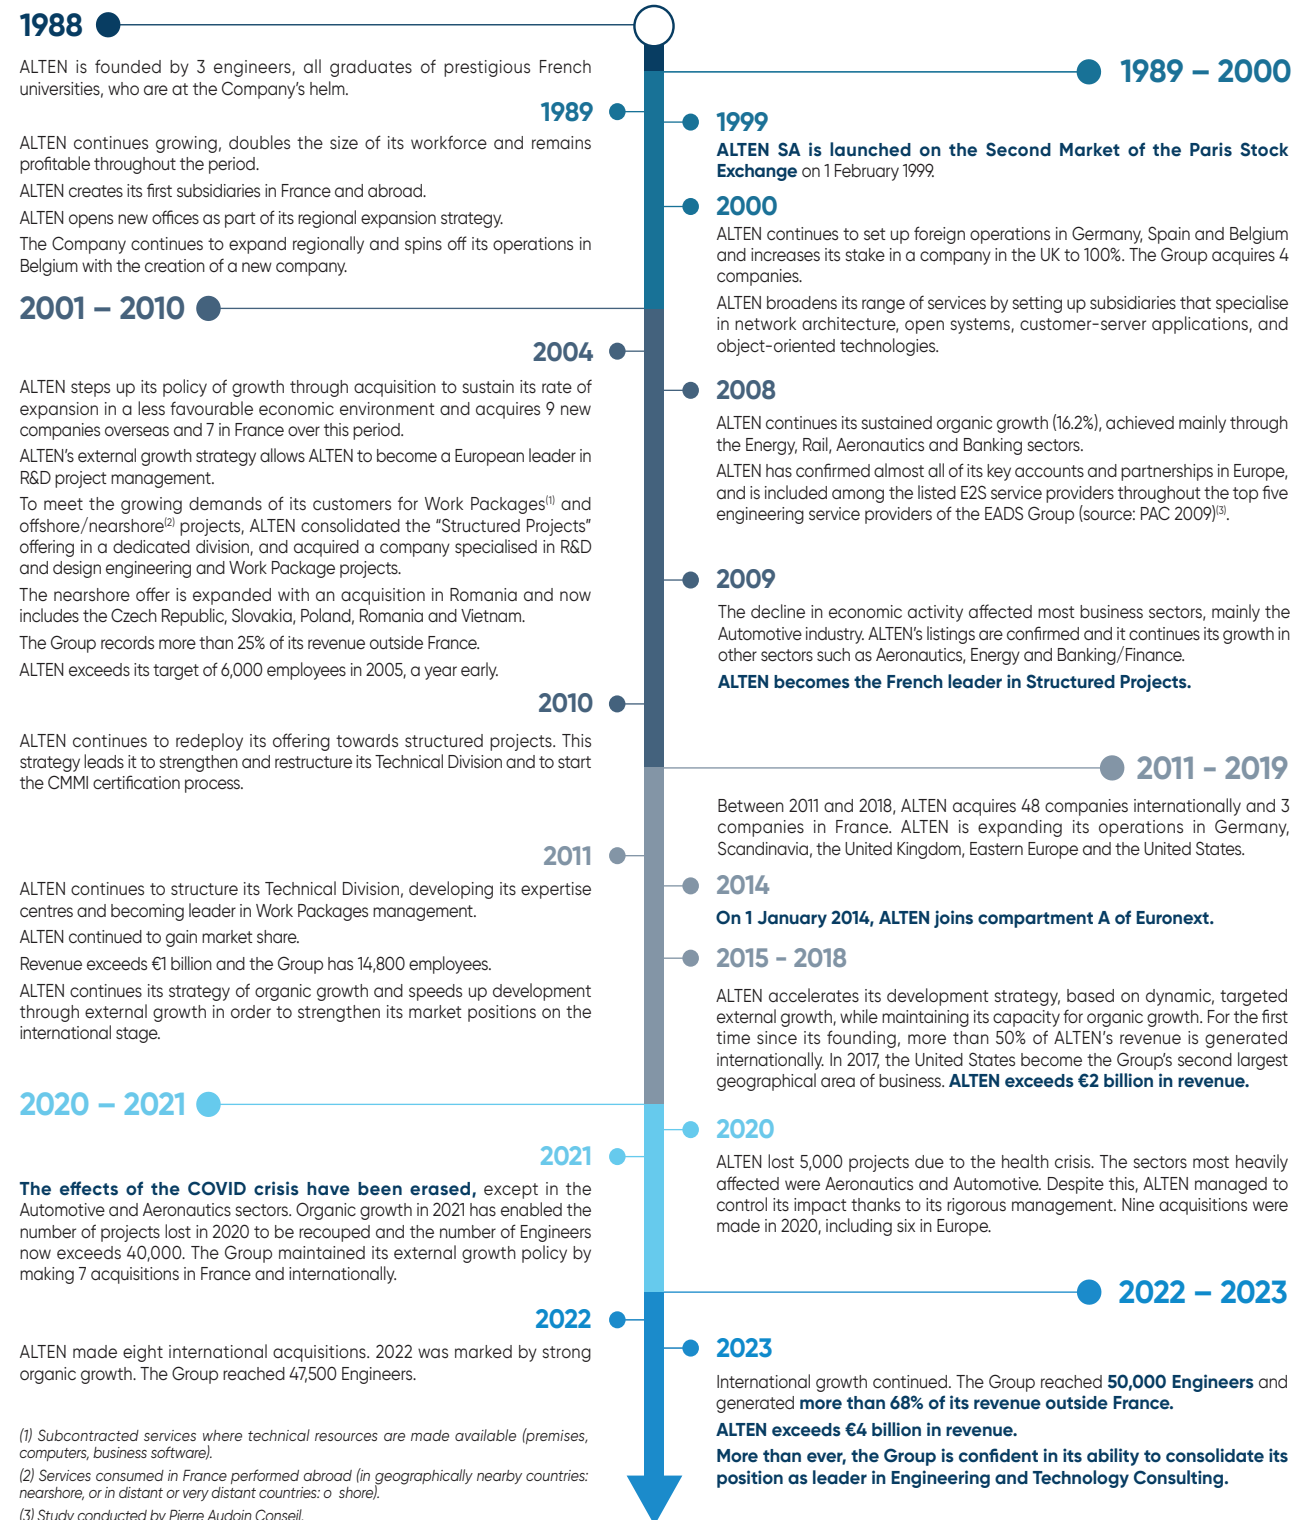 1988
ALTEN is founded by 3 engineers, all graduates of prestigious French
universities, who are at the Company's helm.
1989 – 2000
1989
ALTEN continues growing, doubles the size of its workforce and remains
profitable throughout the period.
ALTEN creates its first subsidiaries in France and abroad.
ALTEN opens new offices as part of its regional expansion strategy.
The Company continues to expand regionally and spins off its operations in
Belgium with the creation of a new company.
1999
ALTEN SA is launched on the Second Market of the Paris Stock
Exchange on 1 February 1999.
2000
ALTEN continues to set up foreign operations in Germany, Spain and Belgium
and increases its stake in a company in the UK to 100%. The Group acquires 4
companies.
ALTEN broadens its range of services by setting up subsidiaries that specialise
in network architecture, open systems, customer-server applications, and
object-oriented technologies.
2001 – 2010
2004
ALTEN steps up its policy of growth through acquisition to sustain its rate of
expansion in a less favourable economic environment and acquires 9 new
companies overseas and 7 in France over this period.
ALTEN's external growth strategy allows ALTEN to become a European leader in
R&D project management.
To meet the growing demands of its customers for Work Packages(1) and
offshore/nearshore(2) projects, ALTEN consolidated the "Structured Projects"
offering in a dedicated division, and acquired a company specialised in R&D
and design engineering and Work Package projects.
The nearshore offer is expanded with an acquisition in Romania and now
includes the Czech Republic, Slovakia, Poland, Romania and Vietnam.
The Group records more than 25% of its revenue outside France.
ALTEN exceeds its target of 6,000 employees in 2005, a year early.
2008
ALTEN continues its sustained organic growth (16.2%), achieved mainly through
the Energy, Rail, Aeronautics and Banking sectors.
ALTEN has confirmed almost all of its key accounts and partnerships in Europe,
and is included among the listed E2S service providers throughout the top five
engineering service providers of the EADS Group (source: PAC 2009)(3).
2009
The decline in economic activity affected most business sectors, mainly the
Automotive industry. ALTEN's listings are confirmed and it continues its growth in
other sectors such as Aeronautics, Energy and Banking/Finance.
ALTEN becomes the French leader in Structured Projects.
2010
ALTEN continues to redeploy its offering towards structured projects. This
strategy leads it to strengthen and restructure its Technical Division and to start
the CMMI certification process.
2011 - 2019
Between 2011 and 2018, ALTEN acquires 48 companies internationally and 3
companies in France. ALTEN is expanding its operations in Germany,
Scandinavia, the United Kingdom, Eastern Europe and the United States.
2011
ALTEN continues to structure its Technical Division, developing its expertise
centres and becoming leader in Work Packages management.
ALTEN continued to gain market share.
Revenue exceeds €1 billion and the Group has 14,800 employees.
ALTEN continues its strategy of organic growth and speeds up development
through external growth in order to strengthen its market positions on the
international stage.
2014
On 1 January 2014, ALTEN joins compartment A of Euronext.
2015 - 2018
ALTEN accelerates its development strategy, based on dynamic, targeted
external growth, while maintaining its capacity for organic growth. For the first
time since its founding, more than 50% of ALTEN's revenue is generated
internationally. In 2017, the United States become the Group's second largest
geographical area of business. ALTEN exceeds €2 billion in revenue.
2020 – 2021
2020
ALTEN lost 5,000 projects due to the health crisis. The sectors most heavily
affected were Aeronautics and Automotive. Despite this, ALTEN managed to
control its impact thanks to its rigorous management. Nine acquisitions were
made in 2020, including six in Europe.
2021
The effects of the COVID crisis have been erased, except in the
Automotive and Aeronautics sectors. Organic growth in 2021 has enabled the
number of projects lost in 2020 to be recouped and the number of Engineers
now exceeds 40,000. The Group maintained its external growth policy by
making 7 acquisitions in France and internationally.
2022 – 2023
2022
ALTEN made eight international acquisitions. 2022 was marked by strong
organic growth. The Group reached 47,500 Engineers.
2023
International growth continued. The Group reached 50,000 Engineers and
generated more than 68% of its revenue outside France.
ALTEN exceeds €4 billion in revenue.
More than ever, the Group is confident in its ability to consolidate its
position as leader in Engineering and Technology Consulting.
(1) Subcontracted services where technical resources are made available (premises,
computers, business software).
(2) Services consumed in France performed abroad (in geographically nearby countries:
nearshore, or in distant or very distant countries: o shore).
(3) Study conducted by Pierre Audoin Conseil.